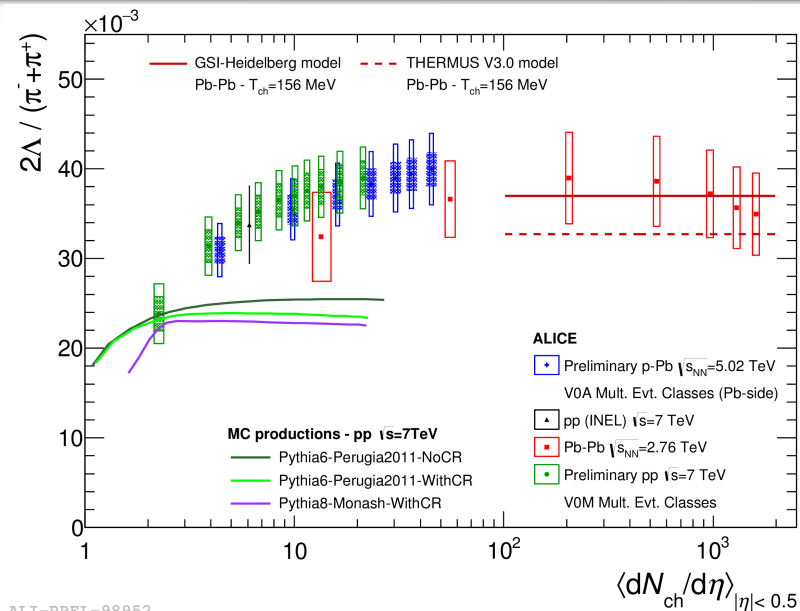 ×10⁻³
2Λ / (π⁻+π⁺)
50
40
30
20
10
0
GSI-Heidelberg model
Pb-Pb - T_ch=156 MeV
THERMUS V3.0 model
Pb-Pb - T_ch=156 MeV
ALICE
Preliminary p-Pb √s_NN=5.02 TeV
V0A Mult. Evt. Classes (Pb-side)
pp (INEL) √s=7 TeV
Pb-Pb √s_NN=2.76 TeV
Preliminary pp √s=7 TeV
V0M Mult. Evt. Classes
MC productions - pp √s=7TeV
Pythia6-Perugia2011-NoCR
Pythia6-Perugia2011-WithCR
Pythia8-Monash-WithCR
1 10 10² 10³
⟨dN_ch/dη⟩_|η|< 0.5
ALI-PREL-98952